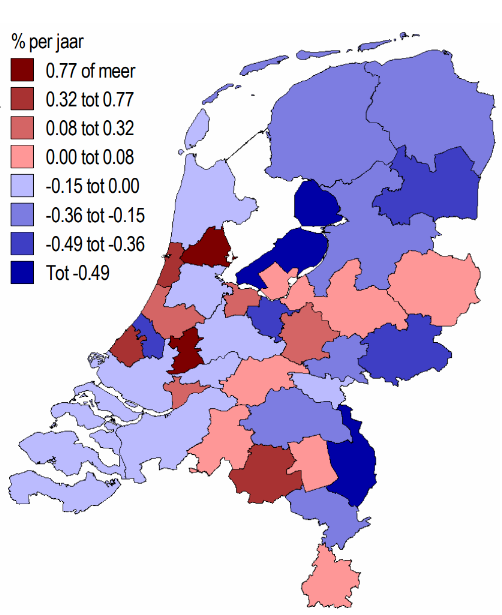 % per jaar
0.77 of meer
0.32 tot 0.77
0.08 tot 0.32
0.00 tot 0.08
-0.15 tot 0.00
-0.36 tot -0.15
-0.49 tot -0.36
Tot -0.49